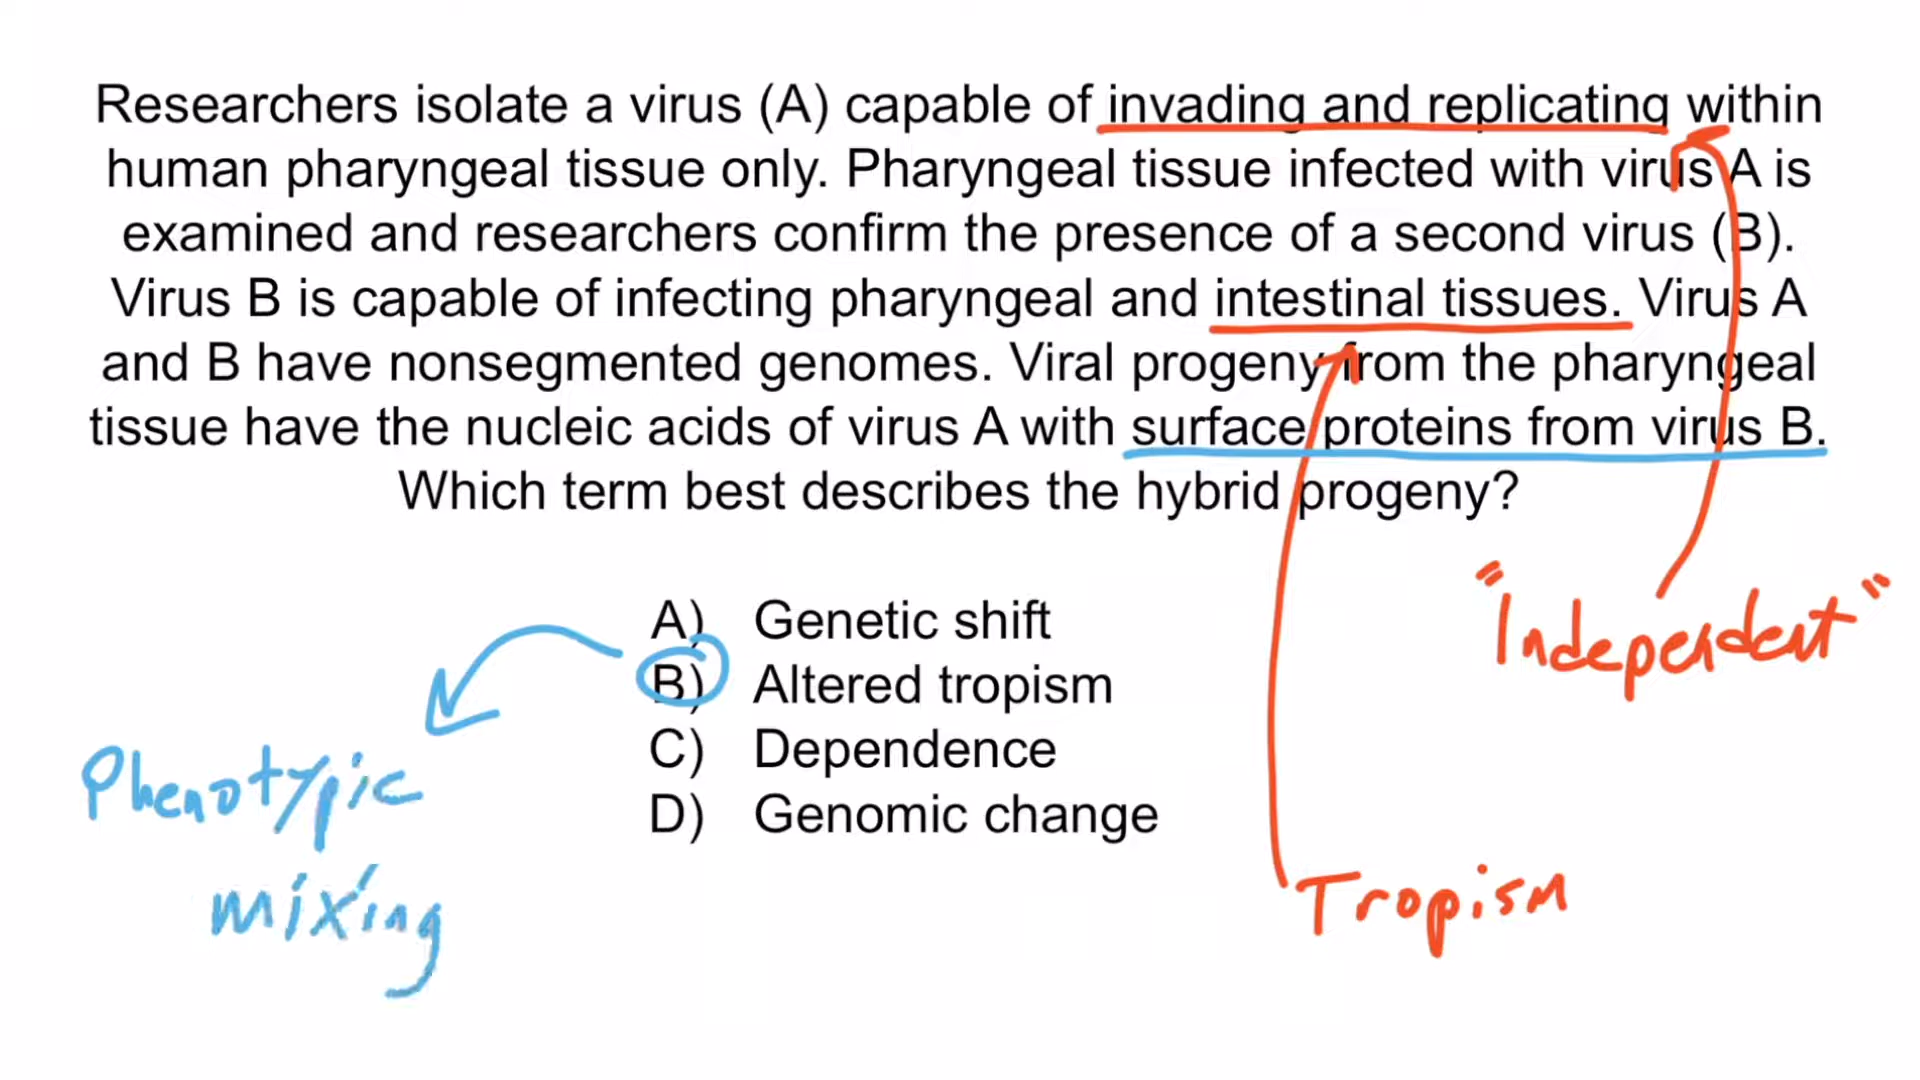 Researchers isolate a virus (A) capable of invading and replicating within
human pharyngeal tissue only. Pharyngeal tissue infected with virus A is
examined and researchers confirm the presence of a second virus (B).
Virus B is capable of infecting pharyngeal and intestinal tissues. Virus A
and B have nonsegmented genomes. Viral progeny from the pharyngeal
tissue have the nucleic acids of virus A with surface proteins from virus B.
Which term best describes the hybrid progeny?
A) Genetic shift
B) Altered tropism
C) Dependence
D) Genomic change
"Independent"
Phenotypic
mixing
Tropism